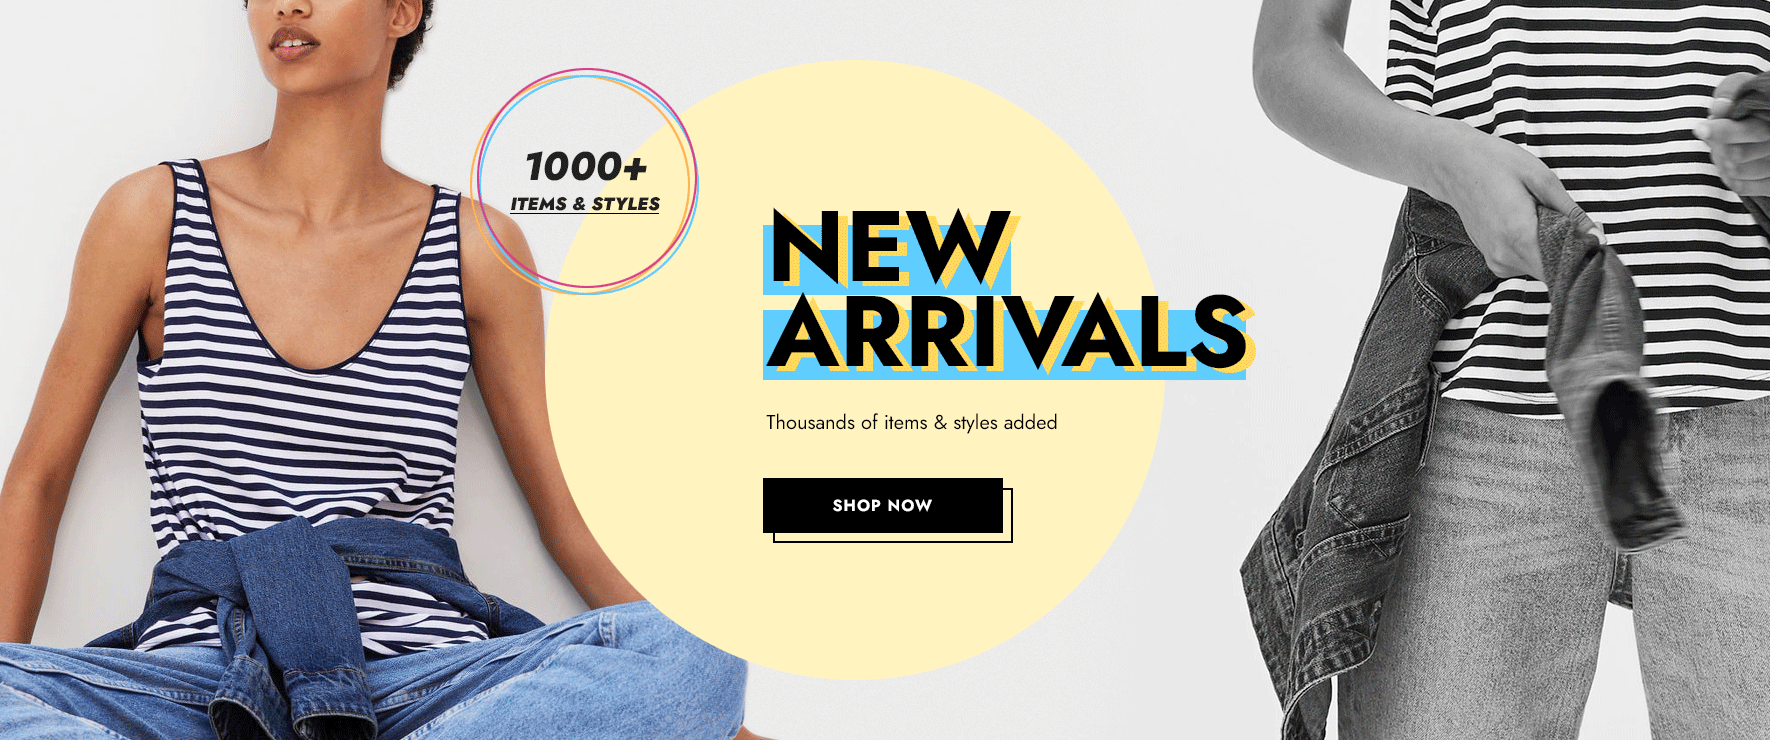 1000+
ITEMS & STYLES
NEW
ARRIVALS
Thousands of items & styles added
SHOP NOW